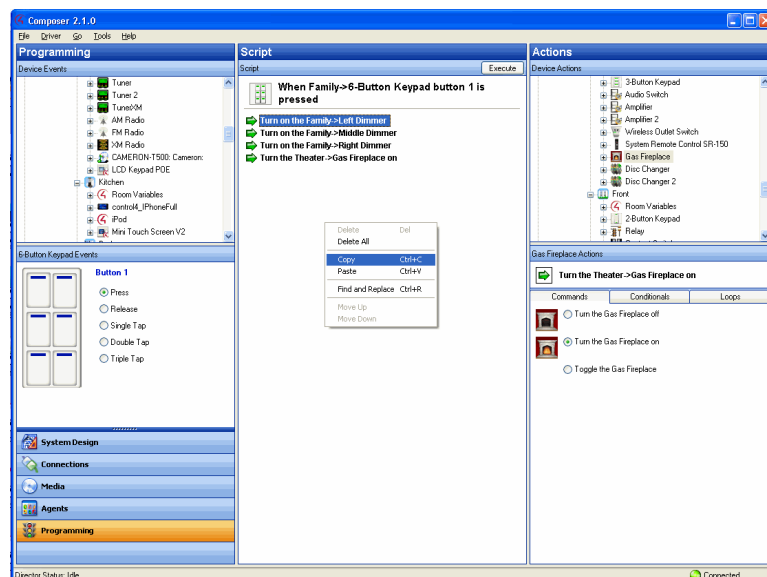 Composer 2.1.0
File Driver Go Tools Help
Programming
Device Events
Tuner
Tuner 2
TunerXM
AM Radio
FM Radio
XM Radio
CAMERON-T500: Cameron:
LCD Keypad POE
Kitchen
Room Variables
control4_IPhoneFull
iPod
Mini Touch Screen V2
6-Button Keypad Events
Button 1
Press
Release
Single Tap
Double Tap
Triple Tap
System Design
Connections
Media
Agents
Programming
Director Status: Idle
Script
Script Execute
When Family->6-Button Keypad button 1 is
pressed
Turn on the Family->Left Dimmer
Turn on the Family->Middle Dimmer
Turn on the Family->Right Dimmer
Turn the Theater->Gas Fireplace on
Delete Del
Delete All
Copy Ctrl+C
Paste Ctrl+V
Find and Replace Ctrl+R
Move Up
Move Down
Actions
Device Actions
3-Button Keypad
Audio Switch
Amplifier
Amplifier 2
Wireless Outlet Switch
System Remote Control SR-150
Gas Fireplace
Disc Changer
Disc Changer 2
Front
Room Variables
2-Button Keypad
Relay
Gas Fireplace Actions
Turn the Theater->Gas Fireplace on
Commands Conditionals Loops
Turn the Gas Fireplace off
Turn the Gas Fireplace on
Toggle the Gas Fireplace
Connected